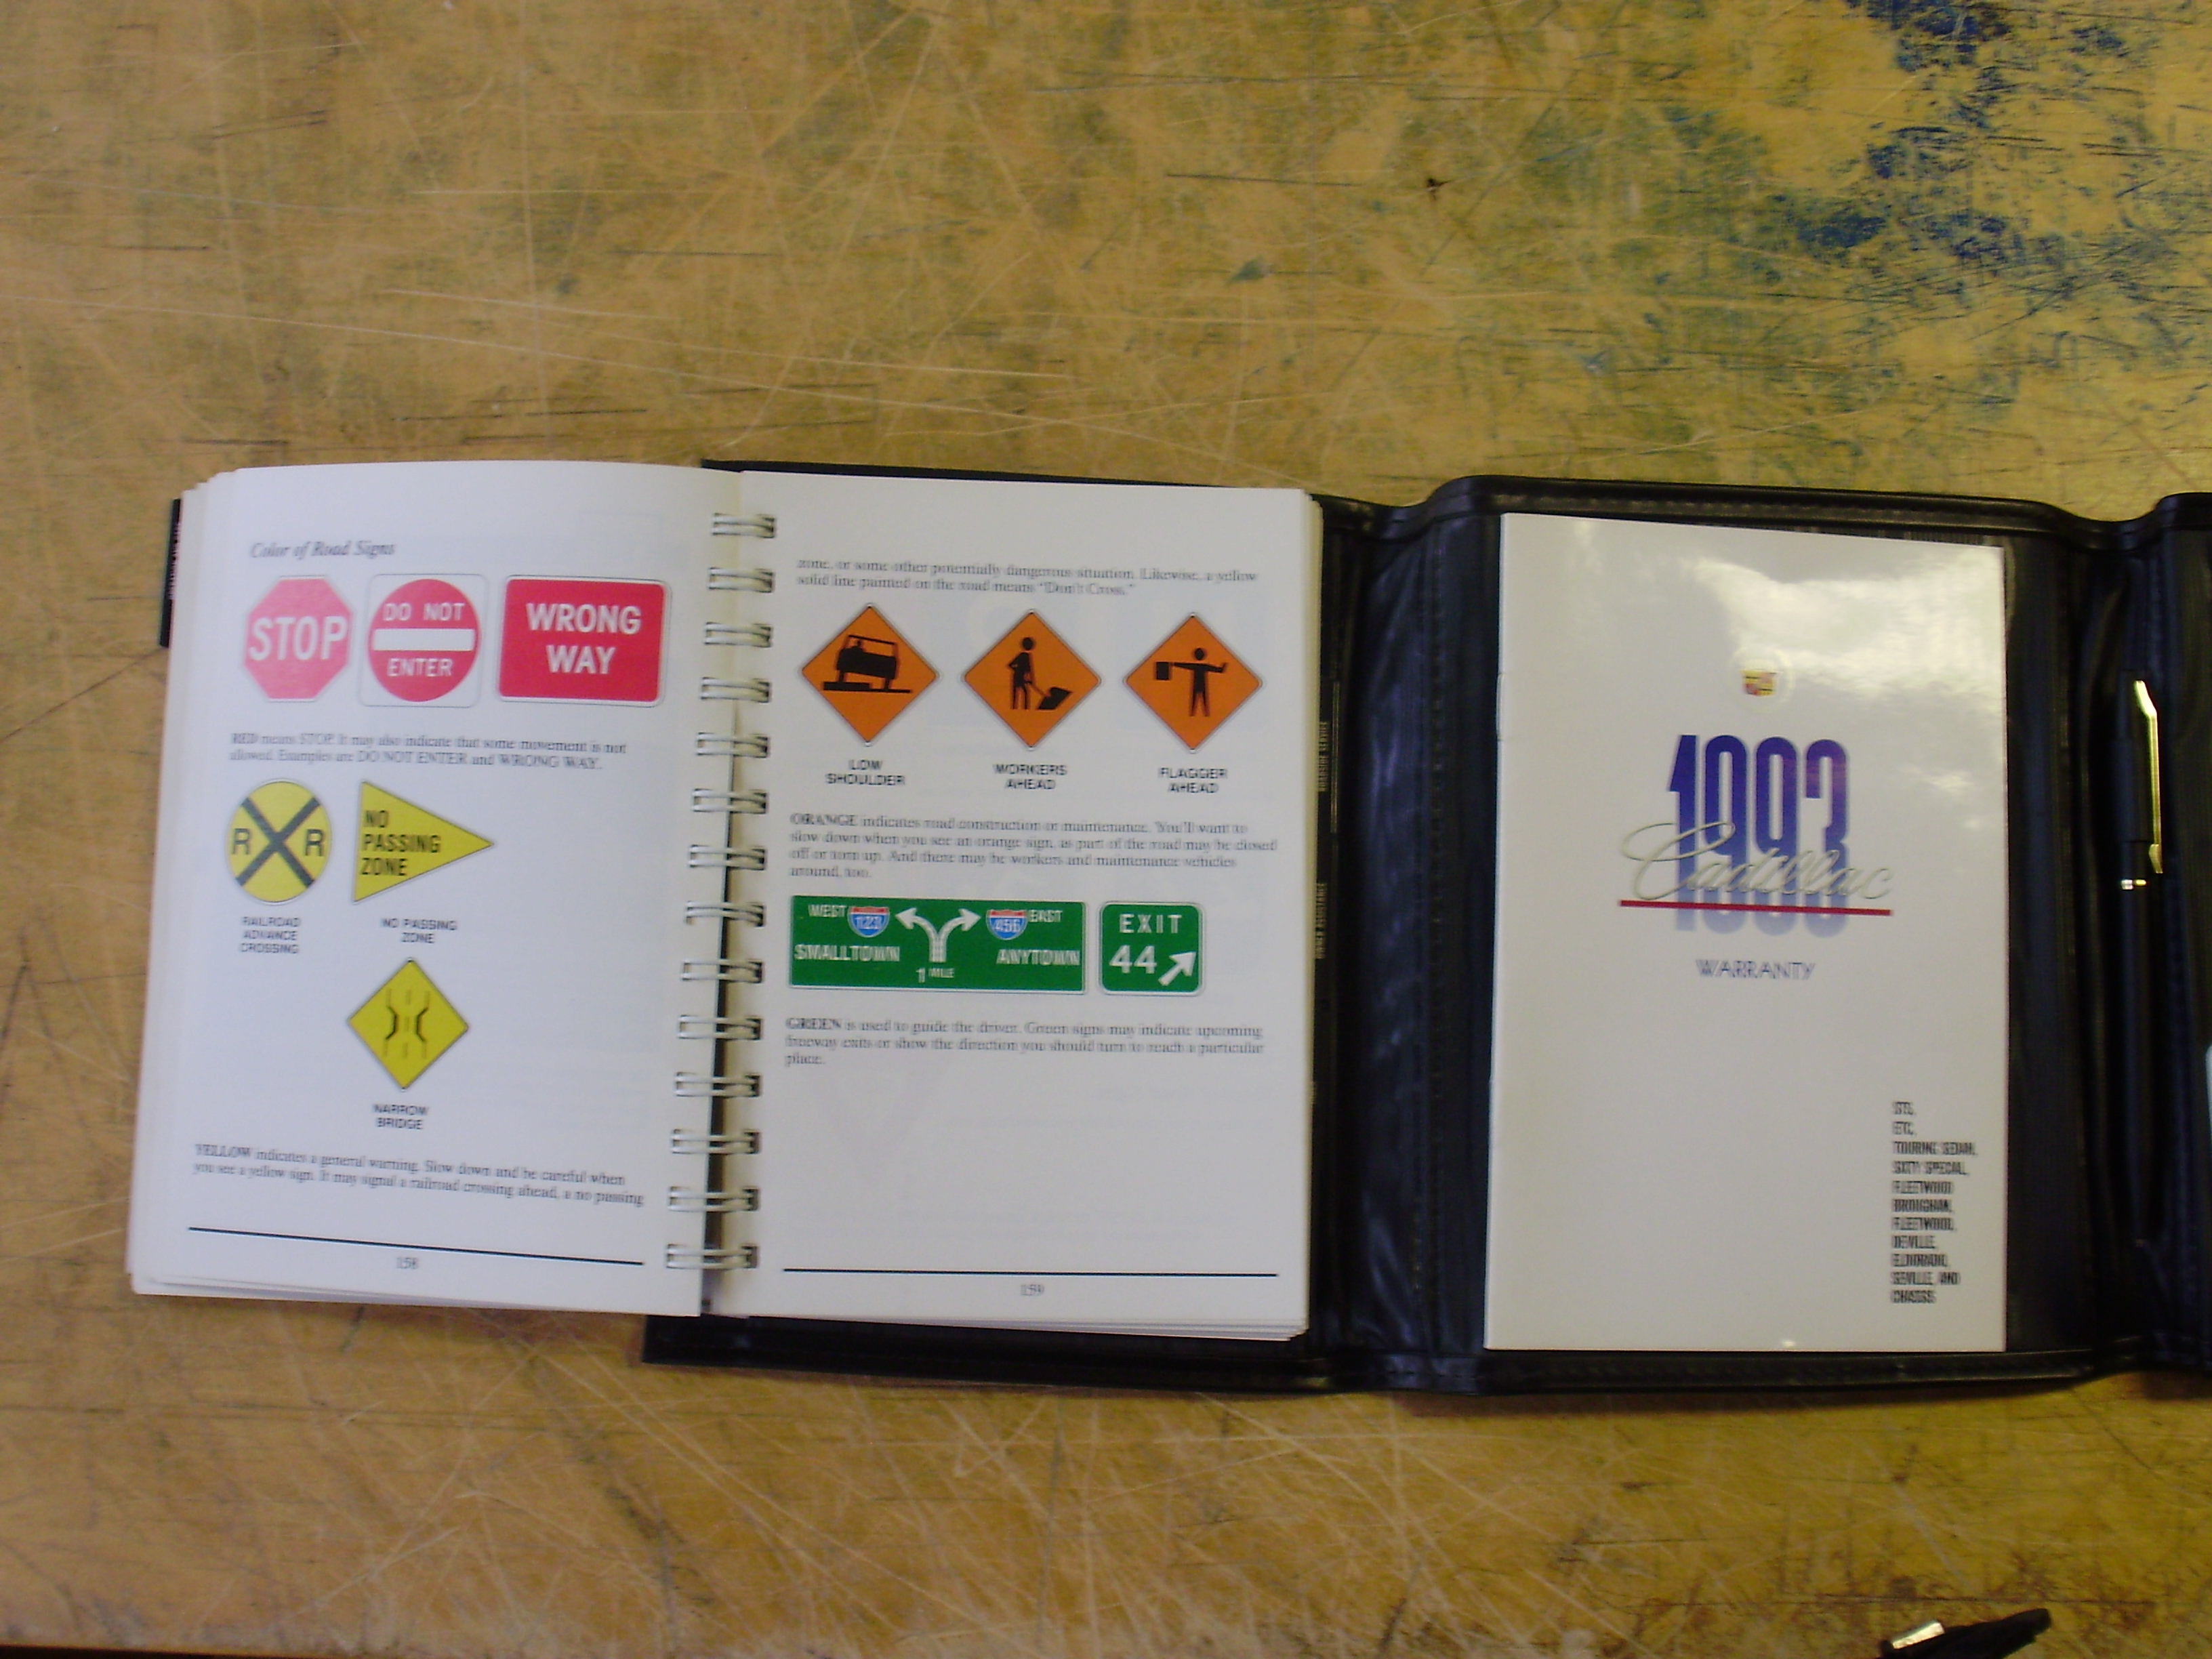 Color of Road Signs
STOP
DO NOT
ENTER
WRONG
WAY
RED means STOP. It may also indicate that some movement is not
allowed. Examples are DO NOT ENTER and WRONG WAY.
R R
NO
PASSING
ZONE
RAILROAD
ADVANCE
CROSSING
NO PASSING
ZONE
NARROW
BRIDGE
YELLOW indicates a general warning. Slow down and be careful when
you see a yellow sign. It may signal a railroad crossing ahead, a no passing
158
zone, or some other potentially dangerous situation. Likewise, a yellow
solid line painted on the road means "Don't Cross."
LOW
SHOULDER
WORKERS
AHEAD
FLAGGER
AHEAD
ORANGE indicates road construction or maintenance. You'll want to
slow down when you see an orange sign, as part of the road may be closed
off or torn up. And there may be workers and maintenance vehicles
around, too.
WEST 123 456 EAST
SMALLTOWN ANYTOWN
1 MILE
EXIT
44
GREEN is used to guide the driver. Green signs may indicate upcoming
freeway exits or show the direction you should turn to reach a particular
place.
159
1993
Cadillac
WARRANTY
STS,
ETC,
TOURING SEDAN,
SIXTY SPECIAL,
FLEETWOOD
BROUGHAM,
FLEETWOOD,
DEVILLE,
ELDORADO,
SEVILLE, AND
CHASSIS